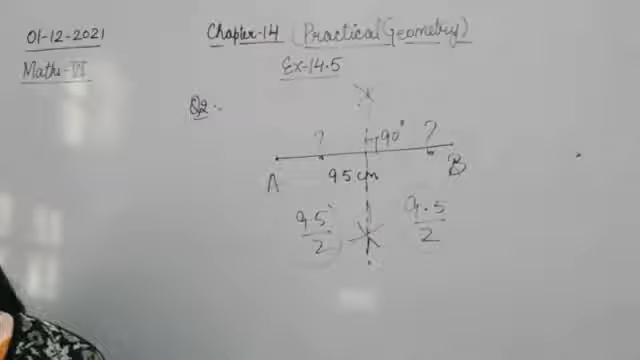 01-12-2021
Maths-VI
Chapter-14 (Practical Geometry)
Ex-14.5
Q2.
? 90° ?
A 9.5 cm B
9.5
2
9.5
2